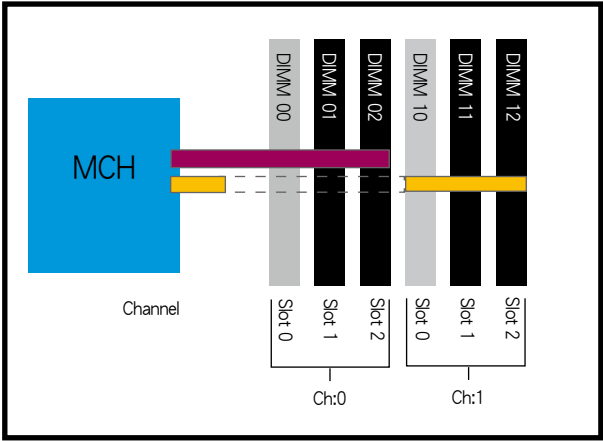 DIMM 00
DIMM 01
DIMM 02
DIMM 10
DIMM 11
DIMM 12
MCH
Channel
Slot 0
Slot 1
Slot 2
Slot 0
Slot 1
Slot 2
Ch:0
Ch:1